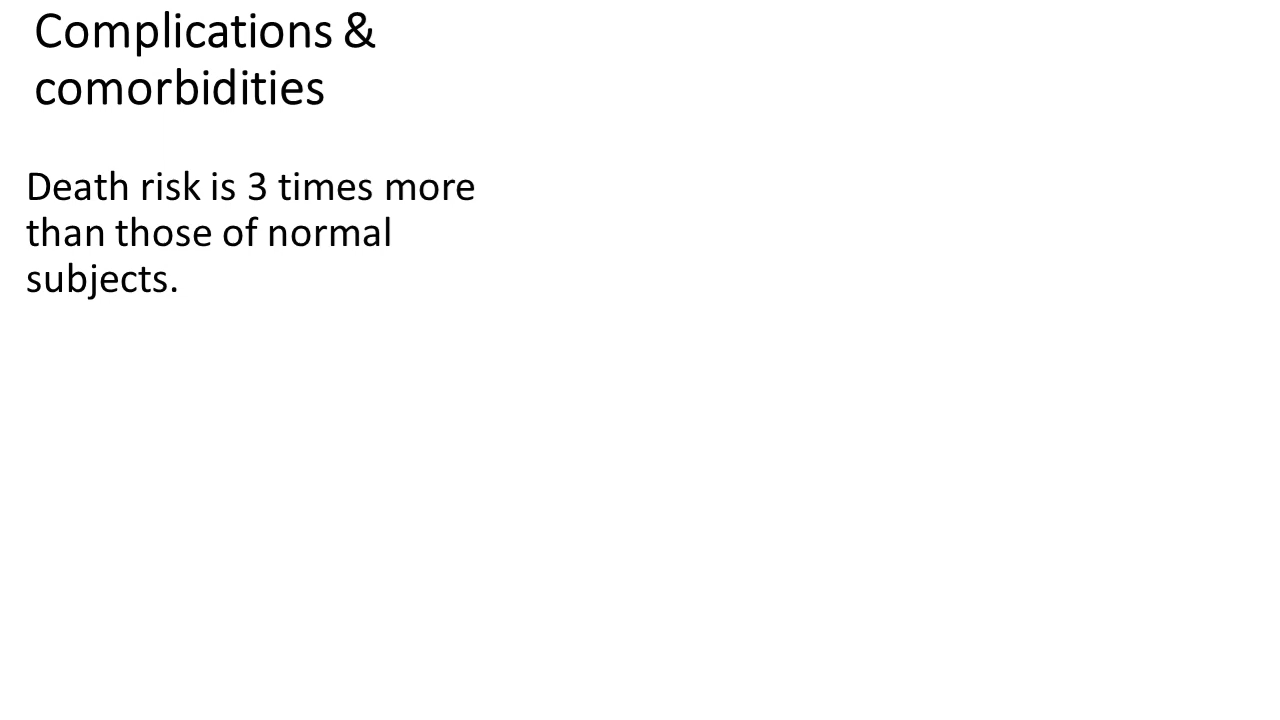 Complications &
comorbidities
Death risk is 3 times more
than those of normal
subjects.